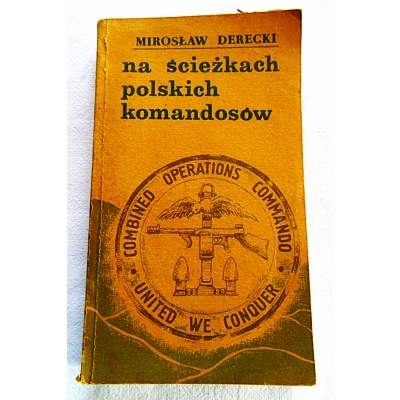 MIROSŁAW DERECKI
na ścieżkach
polskich
komandosów
COMBINED OPERATIONS COMMANDO
· UNITED WE CONQUER ·